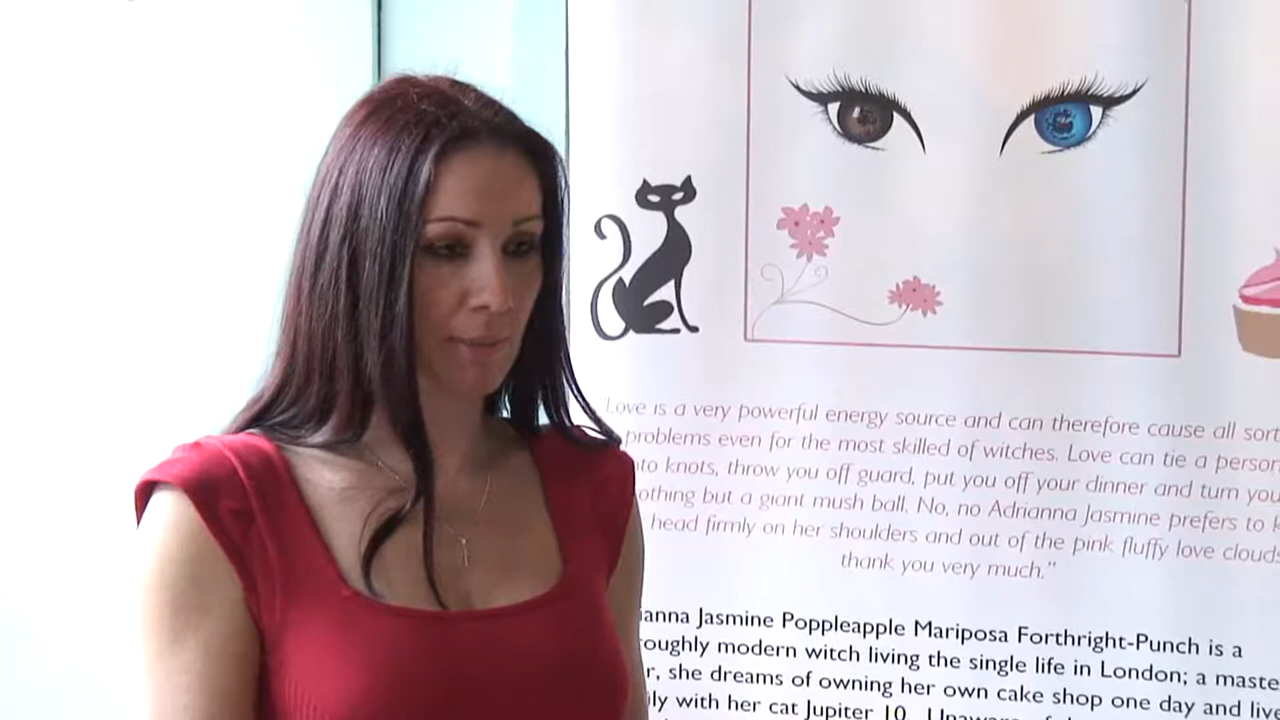 "Love is a very powerful energy source and can therefore cause all sort
problems even for the most skilled of witches. Love can tie a person
to knots, throw you off guard, put you off your dinner and turn you
othing but a giant mush ball. No, no Adrianna Jasmine prefers to
head firmly on her shoulders and out of the pink fluffy love clouds
thank you very much."
ianna Jasmine Poppleapple Mariposa Forthright-Punch is a
oughly modern witch living the single life in London; a maste
r, she dreams of owning her own cake shop one day and live
ily with her cat Jupiter 10.